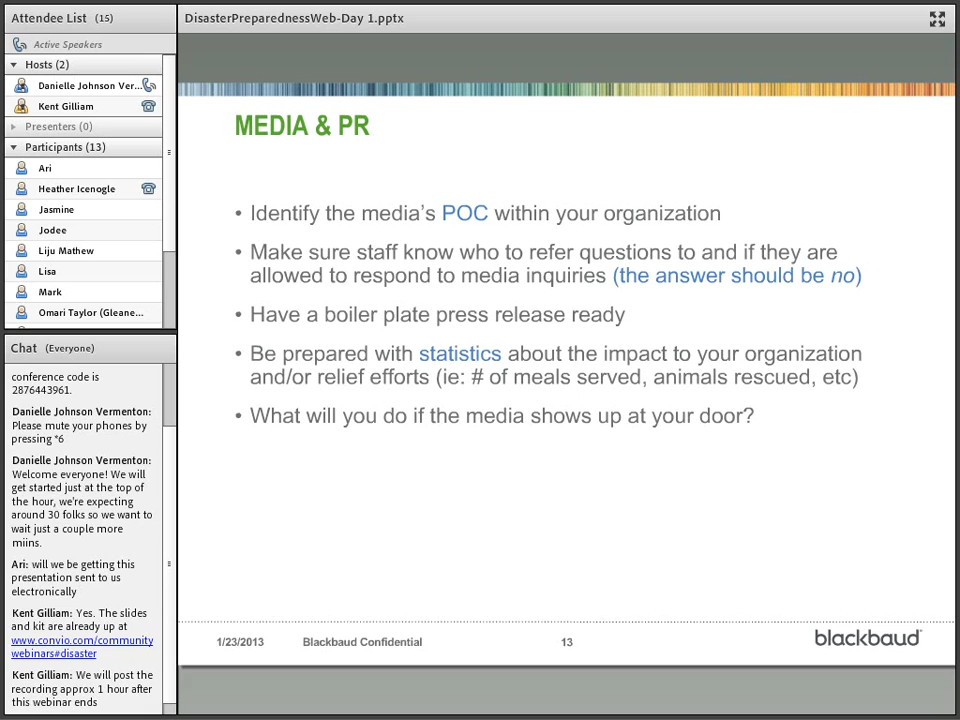 Attendee List (15)
Active Speakers
Hosts (2)
Danielle Johnson Ver...
Kent Gilliam
Presenters (0)
Participants (13)
Ari
Heather Icenogle
Jasmine
Jodee
Liju Mathew
Lisa
Mark
Omari Taylor (Gleane...
Chat (Everyone)
conference code is
2876443961.
Danielle Johnson Vermenton:
Please mute your phones by
pressing *6
Danielle Johnson Vermenton:
Welcome everyone! We will
get started just at the top of
the hour, we're expecting
around 30 folks so we want to
wait just a couple more
miins.
Ari: will we be getting this
presentation sent to us
electronically
Kent Gilliam: Yes. The slides
and kit are already up at
www.convio.com/community
webinars#disaster
Kent Gilliam: We will post the
recording approx 1 hour after
this webinar ends
DisasterPreparednessWeb-Day 1.pptx
MEDIA & PR
• Identify the media's POC within your organization
• Make sure staff know who to refer questions to and if they are
allowed to respond to media inquiries (the answer should be no)
• Have a boiler plate press release ready
• Be prepared with statistics about the impact to your organization
and/or relief efforts (ie: # of meals served, animals rescued, etc)
• What will you do if the media shows up at your door?
1/23/2013 Blackbaud Confidential 13
blackbaud